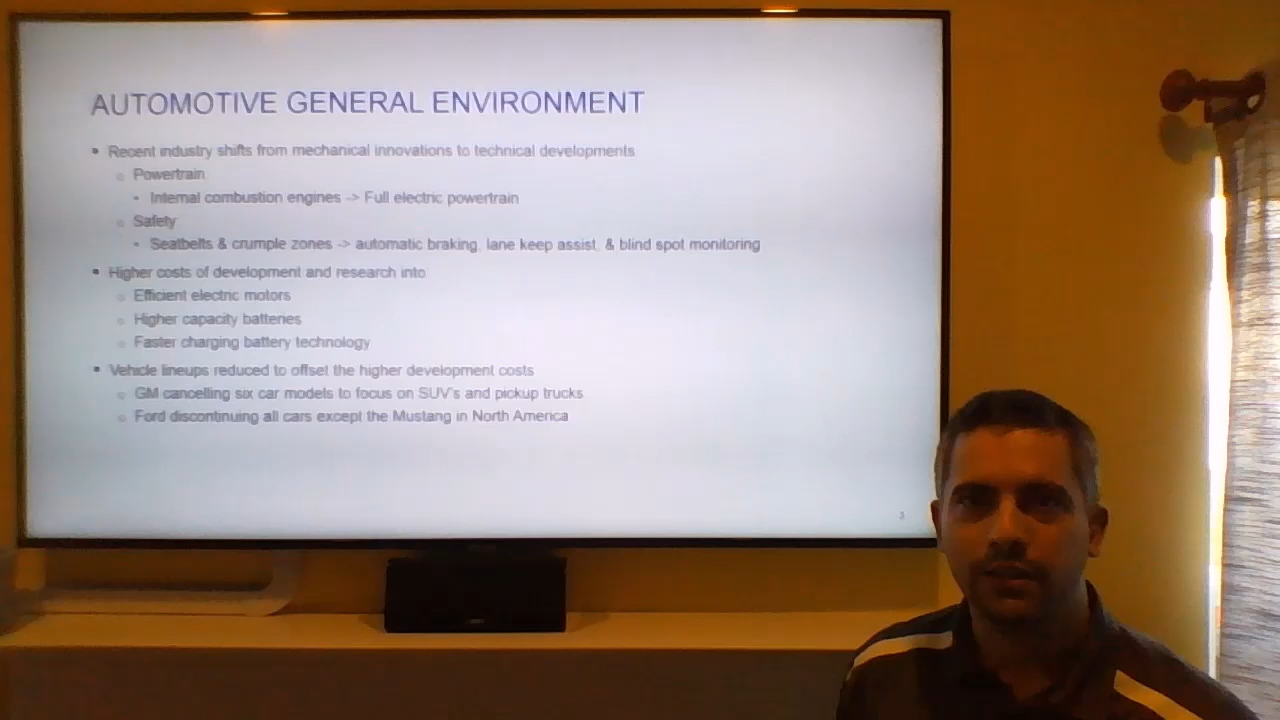 AUTOMOTIVE GENERAL ENVIRONMENT
• Recent industry shifts from mechanical innovations to technical developments
o Powertrain
▪ Internal combustion engines -> Full electric powertrain
o Safety
▪ Seatbelts & crumple zones -> automatic braking, lane keep assist, & blind spot monitoring
• Higher costs of development and research into
o Efficient electric motors
o Higher capacity batteries
o Faster charging battery technology
• Vehicle lineups reduced to offset the higher development costs
o GM cancelling six car models to focus on SUV's and pickup trucks
o Ford discontinuing all cars except the Mustang in North America
3